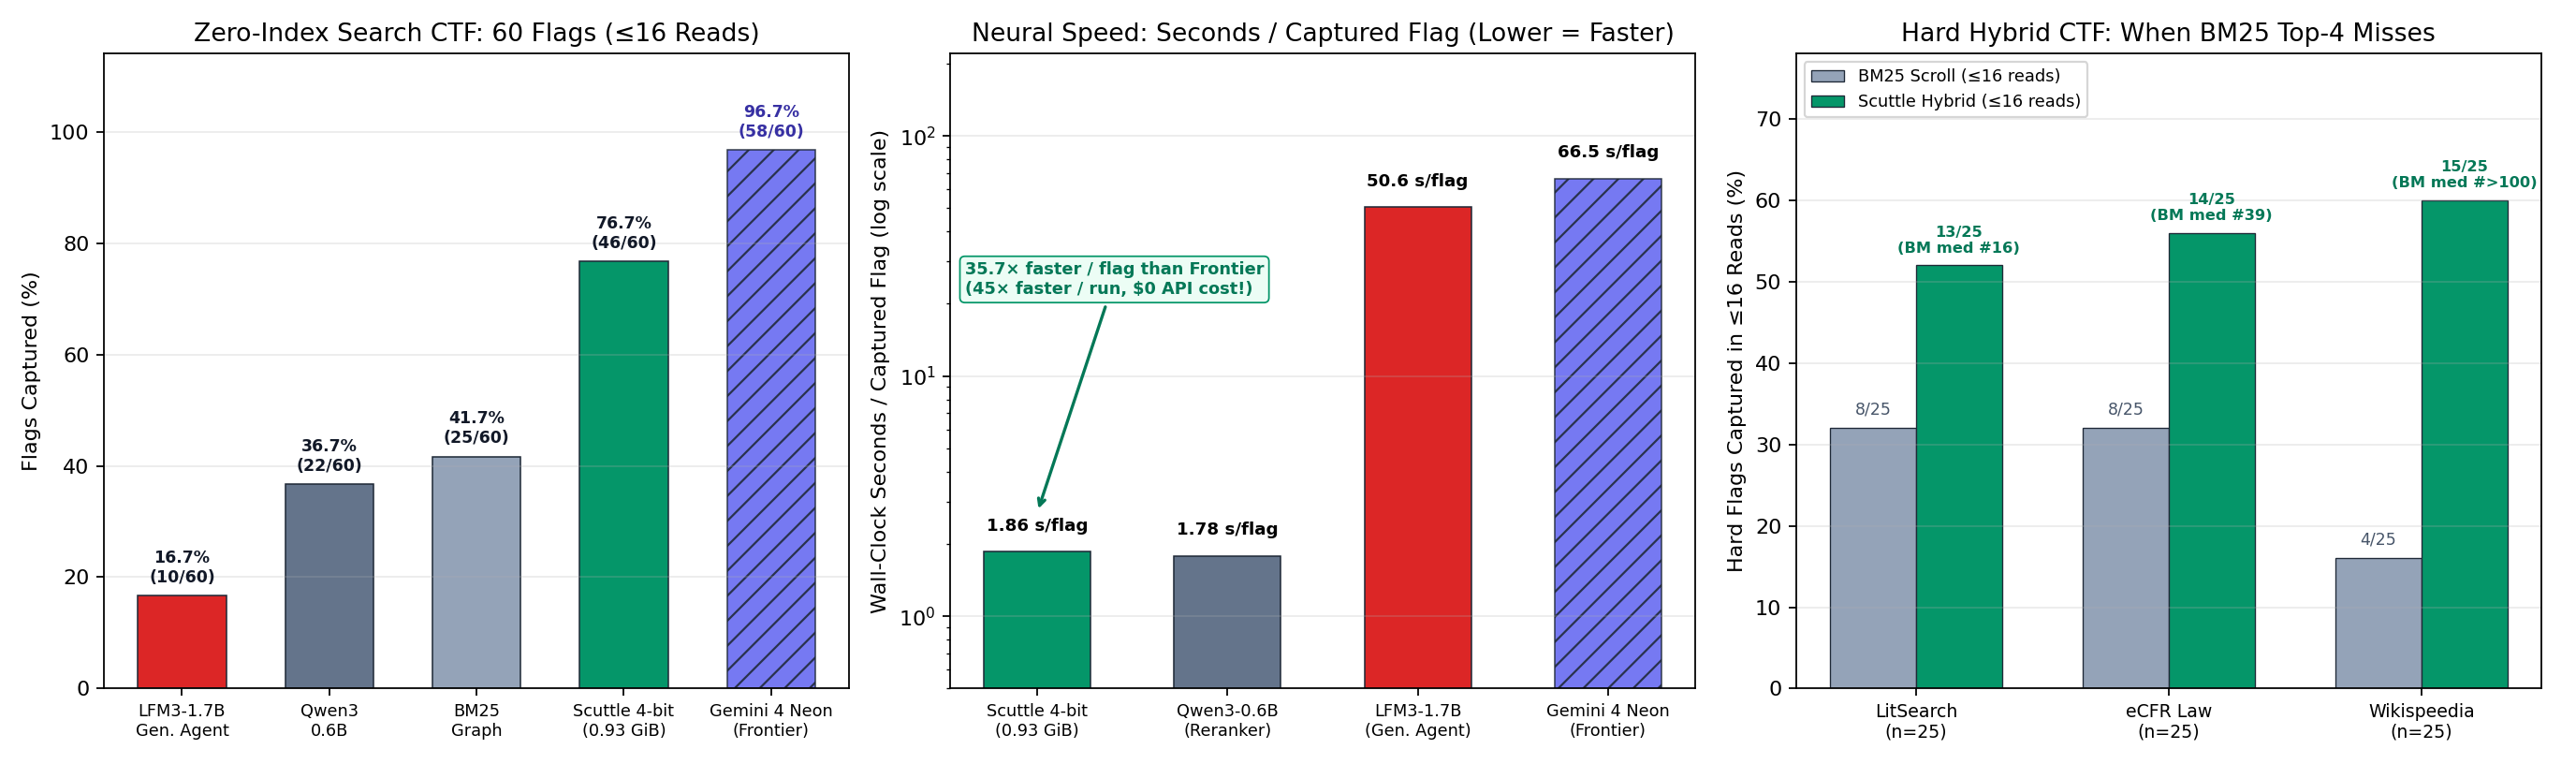 Zero-Index Search CTF: 60 Flags (≤16 Reads)
Flags Captured (%)
100
80
60
40
20
0
16.7%
(10/60)
36.7%
(22/60)
41.7%
(25/60)
76.7%
(46/60)
96.7%
(58/60)
LFM3-1.7B
Gen. Agent
Qwen3
0.6B
BM25
Graph
Scuttle 4-bit
(0.93 GiB)
Gemini 4 Neon
(Frontier)
Neural Speed: Seconds / Captured Flag (Lower = Faster)
Wall-Clock Seconds / Captured Flag (log scale)
10²
10¹
10⁰
35.7× faster / flag than Frontier
(45× faster / run, $0 API cost!)
1.86 s/flag
1.78 s/flag
50.6 s/flag
66.5 s/flag
Scuttle 4-bit
(0.93 GiB)
Qwen3-0.6B
(Reranker)
LFM3-1.7B
(Gen. Agent)
Gemini 4 Neon
(Frontier)
Hard Hybrid CTF: When BM25 Top-4 Misses
Hard Flags Captured in ≤16 Reads (%)
BM25 Scroll (≤16 reads)
Scuttle Hybrid (≤16 reads)
70
60
50
40
30
20
10
0
8/25
13/25
(BM med #16)
8/25
14/25
(BM med #39)
4/25
15/25
(BM med #>100)
LitSearch
(n=25)
eCFR Law
(n=25)
Wikispeedia
(n=25)